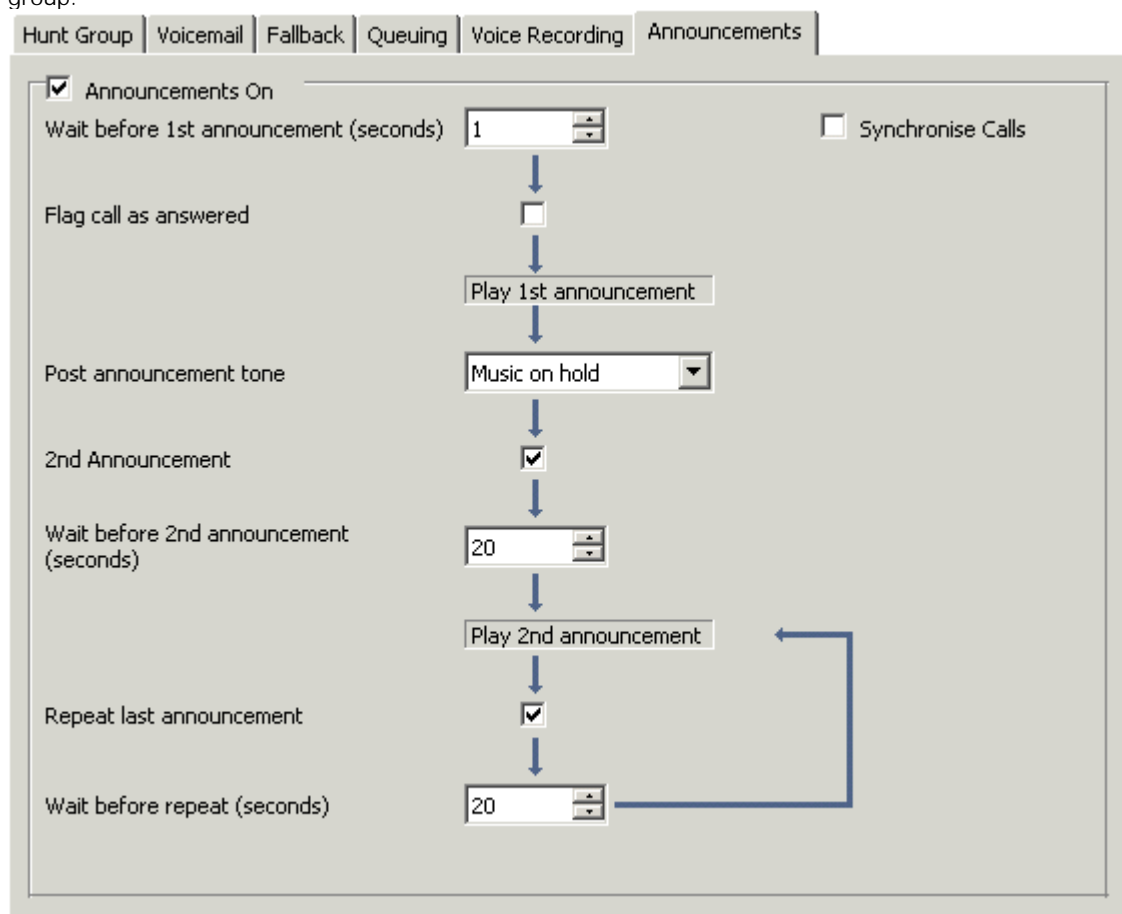 group.
Hunt Group Voicemail Fallback Queuing Voice Recording Announcements
Announcements On
Wait before 1st announcement (seconds) 1 Synchronise Calls
Flag call as answered
Play 1st announcement
Post announcement tone Music on hold
2nd Announcement
Wait before 2nd announcement
(seconds) 20
Play 2nd announcement
Repeat last announcement
Wait before repeat (seconds) 20